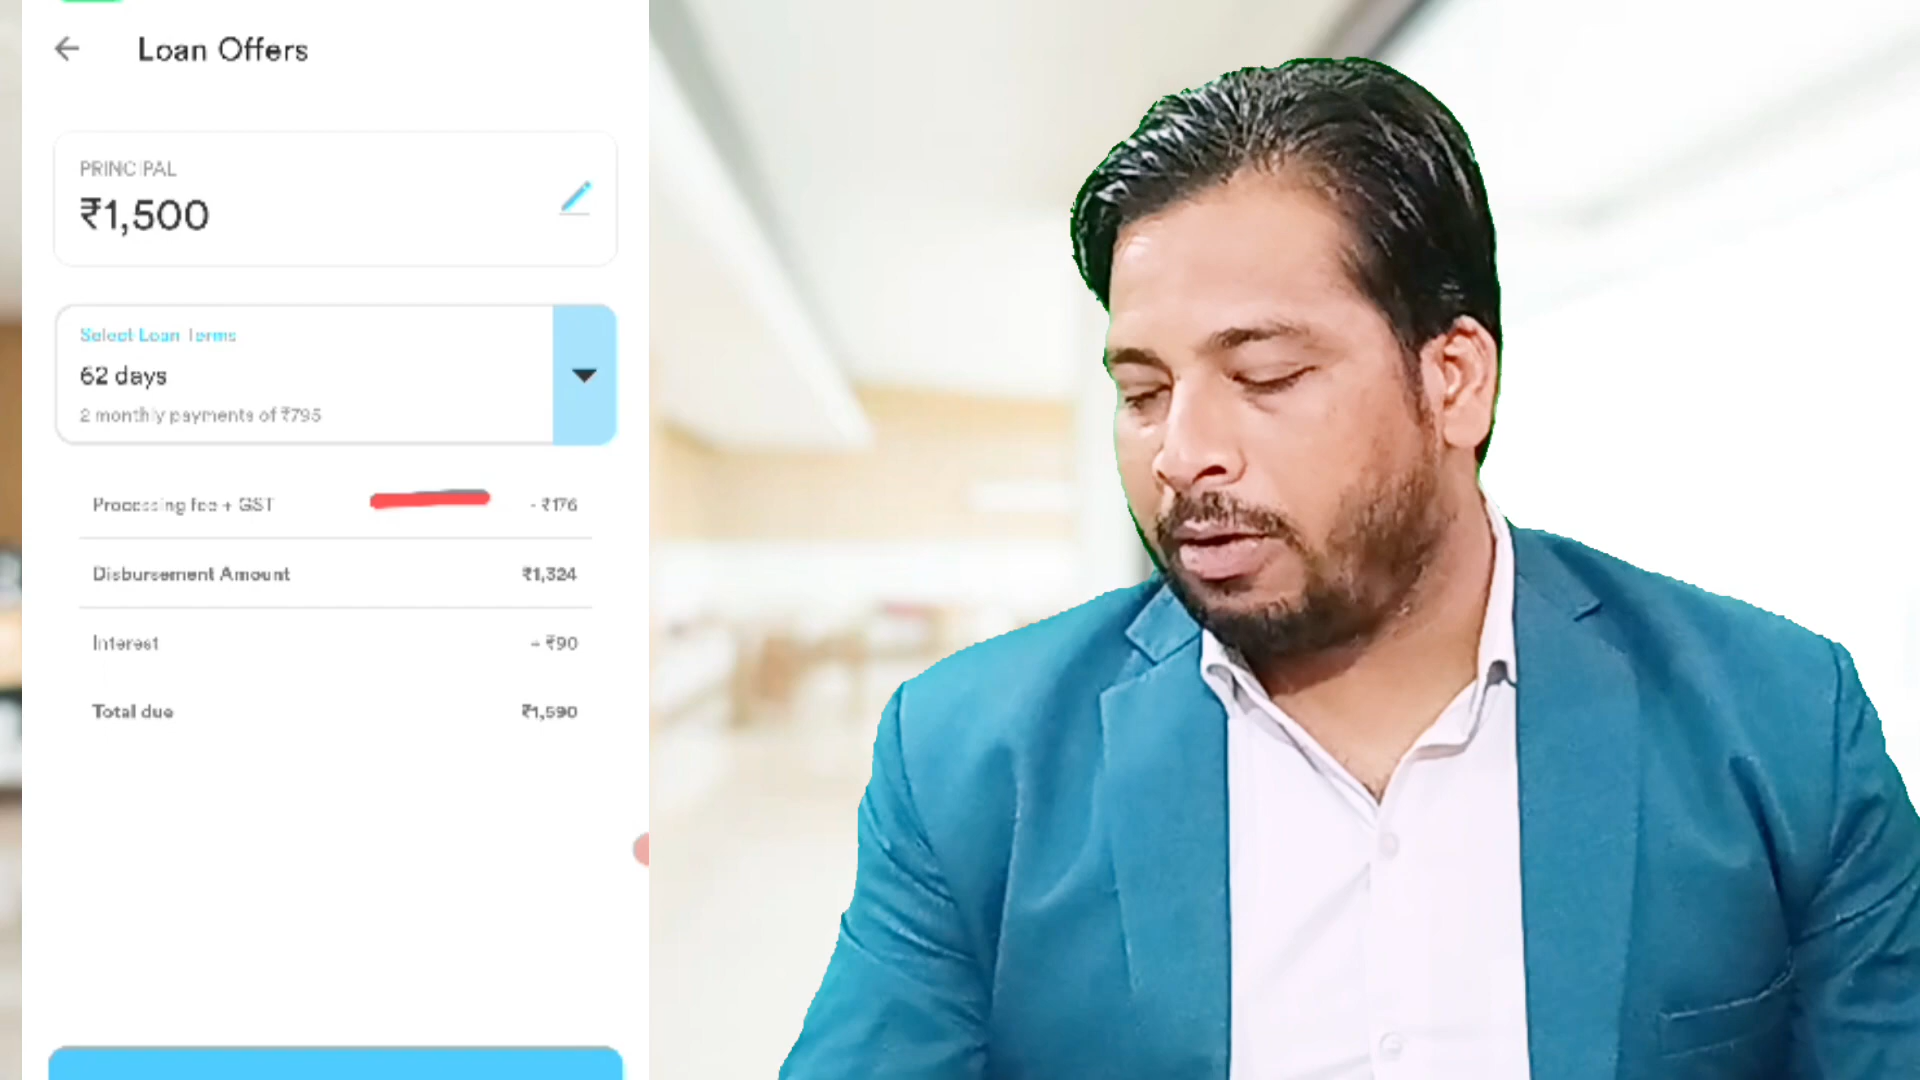 Loan Offers
PRINCIPAL
₹1,500
Select Loan Terms
62 days
2 monthly payments of ₹795
Processing fee + GST - ₹176
Disbursement Amount ₹1,324
Interest + ₹90
Total due ₹1,590